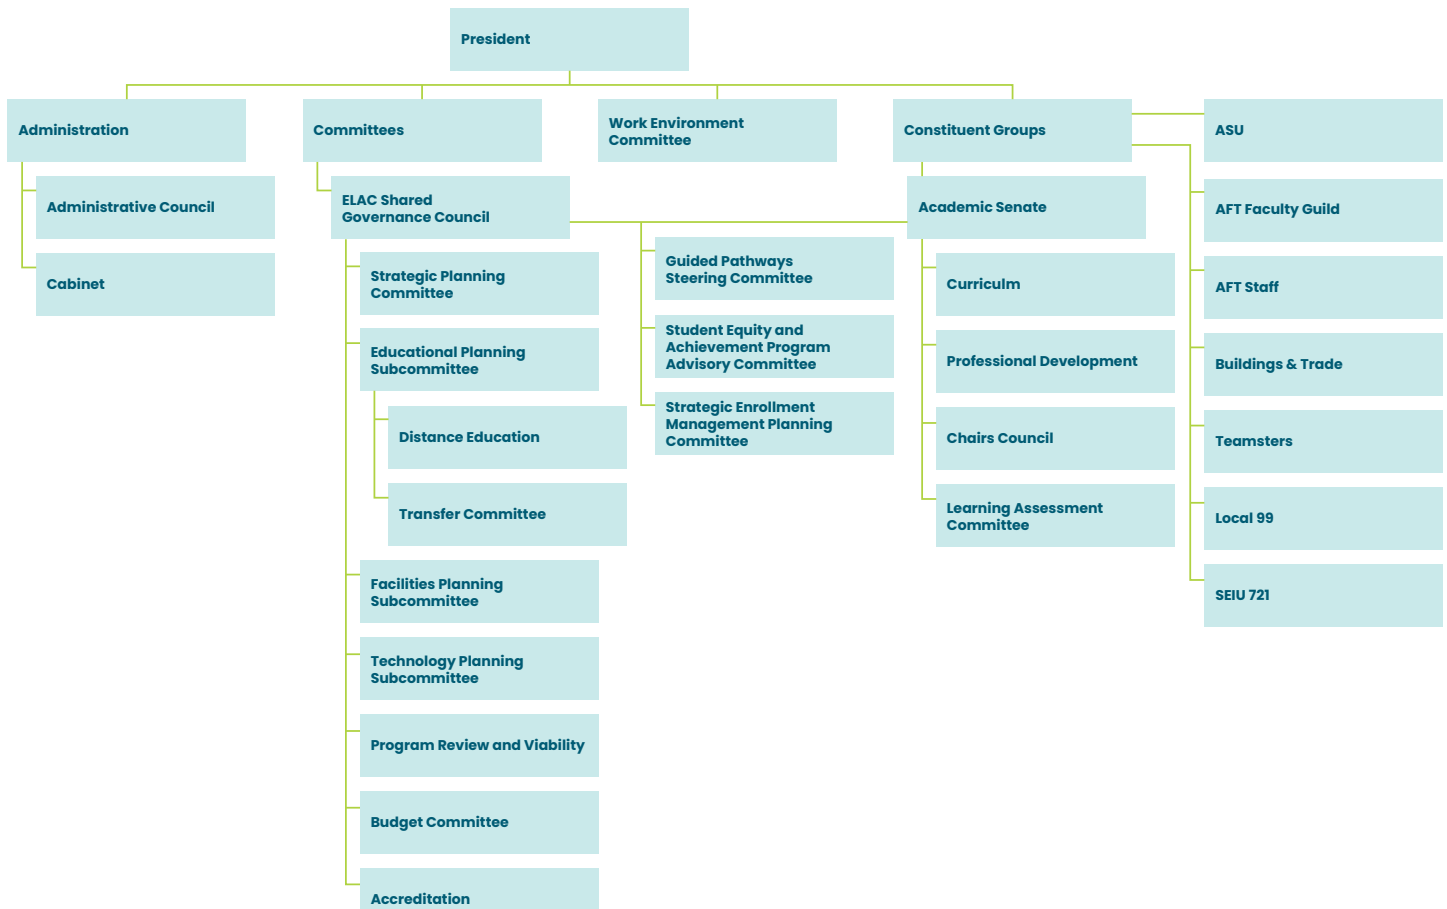 President
Administration
Committees
Work Environment
Committee
Constituent Groups
ASU
Administrative Council
Cabinet
ELAC Shared
Governance Council
Strategic Planning
Committee
Educational Planning
Subcommittee
Distance Education
Transfer Committee
Facilities Planning
Subcommittee
Technology Planning
Subcommittee
Program Review and Viability
Budget Committee
Accreditation
Guided Pathways
Steering Committee
Student Equity and
Achievement Program
Advisory Committee
Strategic Enrollment
Management Planning
Committee
Academic Senate
Curriculm
Professional Development
Chairs Council
Learning Assessment
Committee
AFT Faculty Guild
AFT Staff
Buildings & Trade
Teamsters
Local 99
SEIU 721